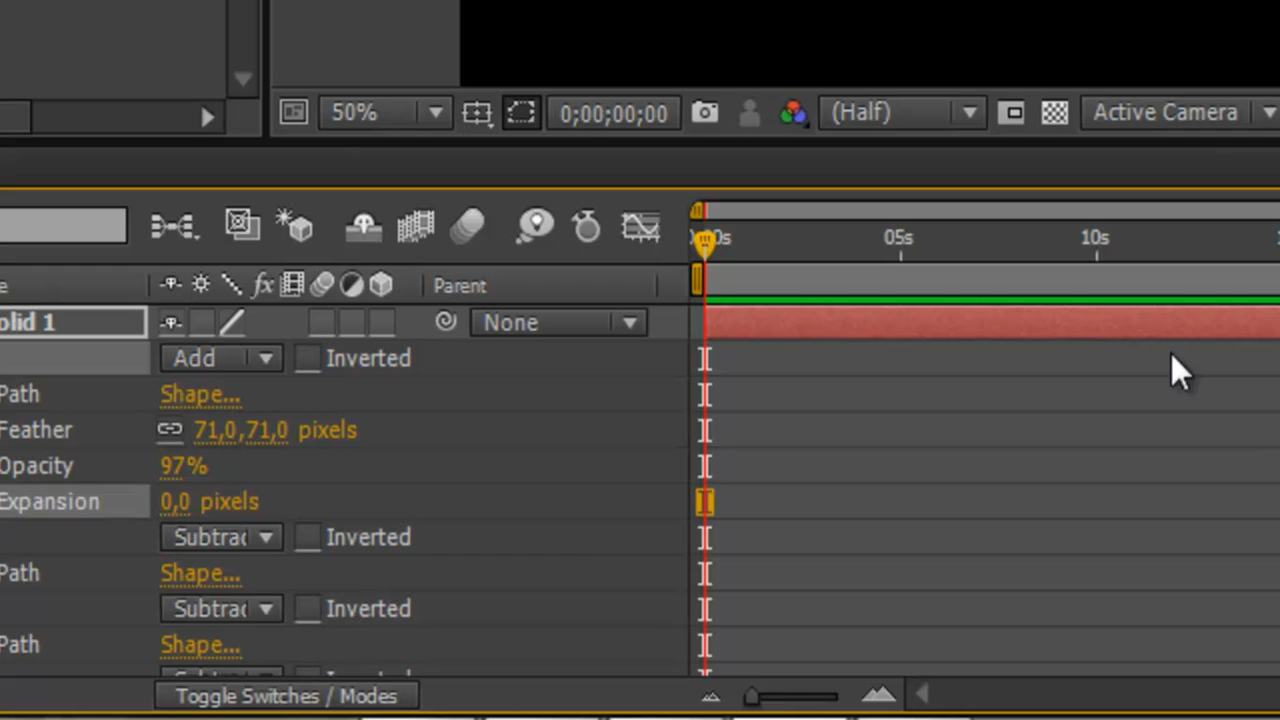 50% 0;00;00;00 (Half) Active Camera
05s 10s
fx Parent
olid 1 None
Add Inverted
Path Shape...
Feather 71,0,71,0 pixels
Opacity 97%
Expansion 0,0 pixels
Subtrac Inverted
Path Shape...
Subtrac Inverted
Path Shape...
Toggle Switches / Modes